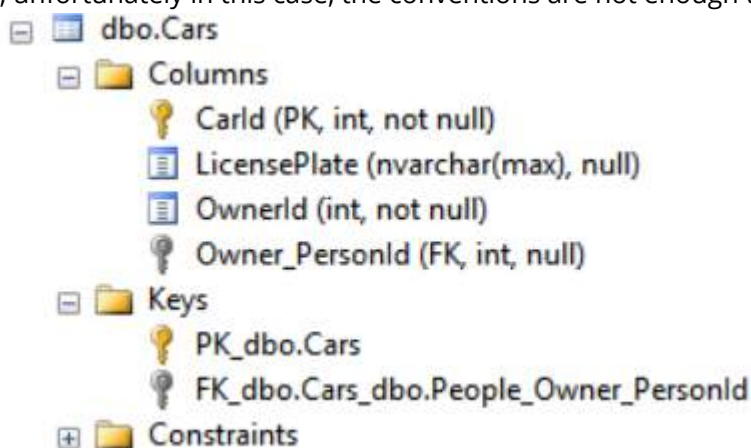 , unfortunately in this case, the conventions are not enough
dbo.Cars
Columns
CarId (PK, int, not null)
LicensePlate (nvarchar(max), null)
OwnerId (int, not null)
Owner_PersonId (FK, int, null)
Keys
PK_dbo.Cars
FK_dbo.Cars_dbo.People_Owner_PersonId
Constraints